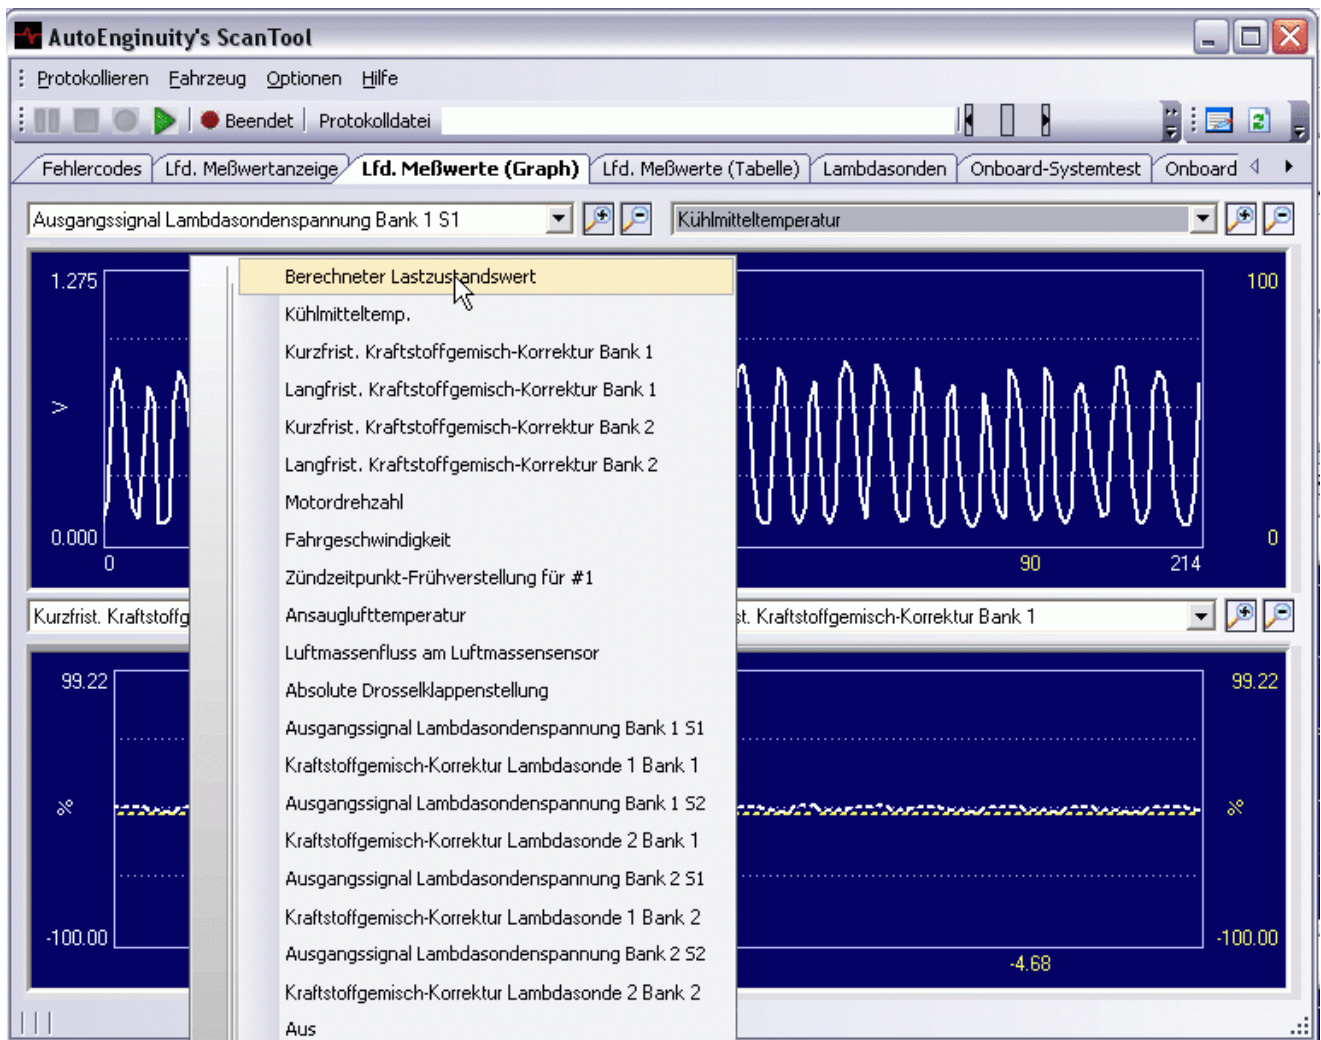 AutoEnginuity's ScanTool
Protokollieren Fahrzeug Optionen Hilfe
Beendet Protokolldatei
Fehlercodes Lfd. Meßwertanzeige Lfd. Meßwerte (Graph) Lfd. Meßwerte (Tabelle) Lambdasonden Onboard-Systemtest Onboard
Ausgangssignal Lambdasondenspannung Bank 1 S1 Kühlmitteltemperatur
1.275 100
V
0.000 0
0 90 214
Berechneter Lastzustandswert
Kühlmitteltemp.
Kurzfrist. Kraftstoffgemisch-Korrektur Bank 1
Langfrist. Kraftstoffgemisch-Korrektur Bank 1
Kurzfrist. Kraftstoffgemisch-Korrektur Bank 2
Langfrist. Kraftstoffgemisch-Korrektur Bank 2
Motordrehzahl
Fahrgeschwindigkeit
Zündzeitpunkt-Frühverstellung für #1
Ansauglufttemperatur
Luftmassenfluss am Luftmassensensor
Absolute Drosselklappenstellung
Ausgangssignal Lambdasondenspannung Bank 1 S1
Kraftstoffgemisch-Korrektur Lambdasonde 1 Bank 1
Ausgangssignal Lambdasondenspannung Bank 1 S2
Kraftstoffgemisch-Korrektur Lambdasonde 2 Bank 1
Ausgangssignal Lambdasondenspannung Bank 2 S1
Kraftstoffgemisch-Korrektur Lambdasonde 1 Bank 2
Ausgangssignal Lambdasondenspannung Bank 2 S2
Kraftstoffgemisch-Korrektur Lambdasonde 2 Bank 2
Aus
Kurzfrist. Kraftstoffg st. Kraftstoffgemisch-Korrektur Bank 1
99.22 99.22
% %
-100.00 -100.00
-4.68